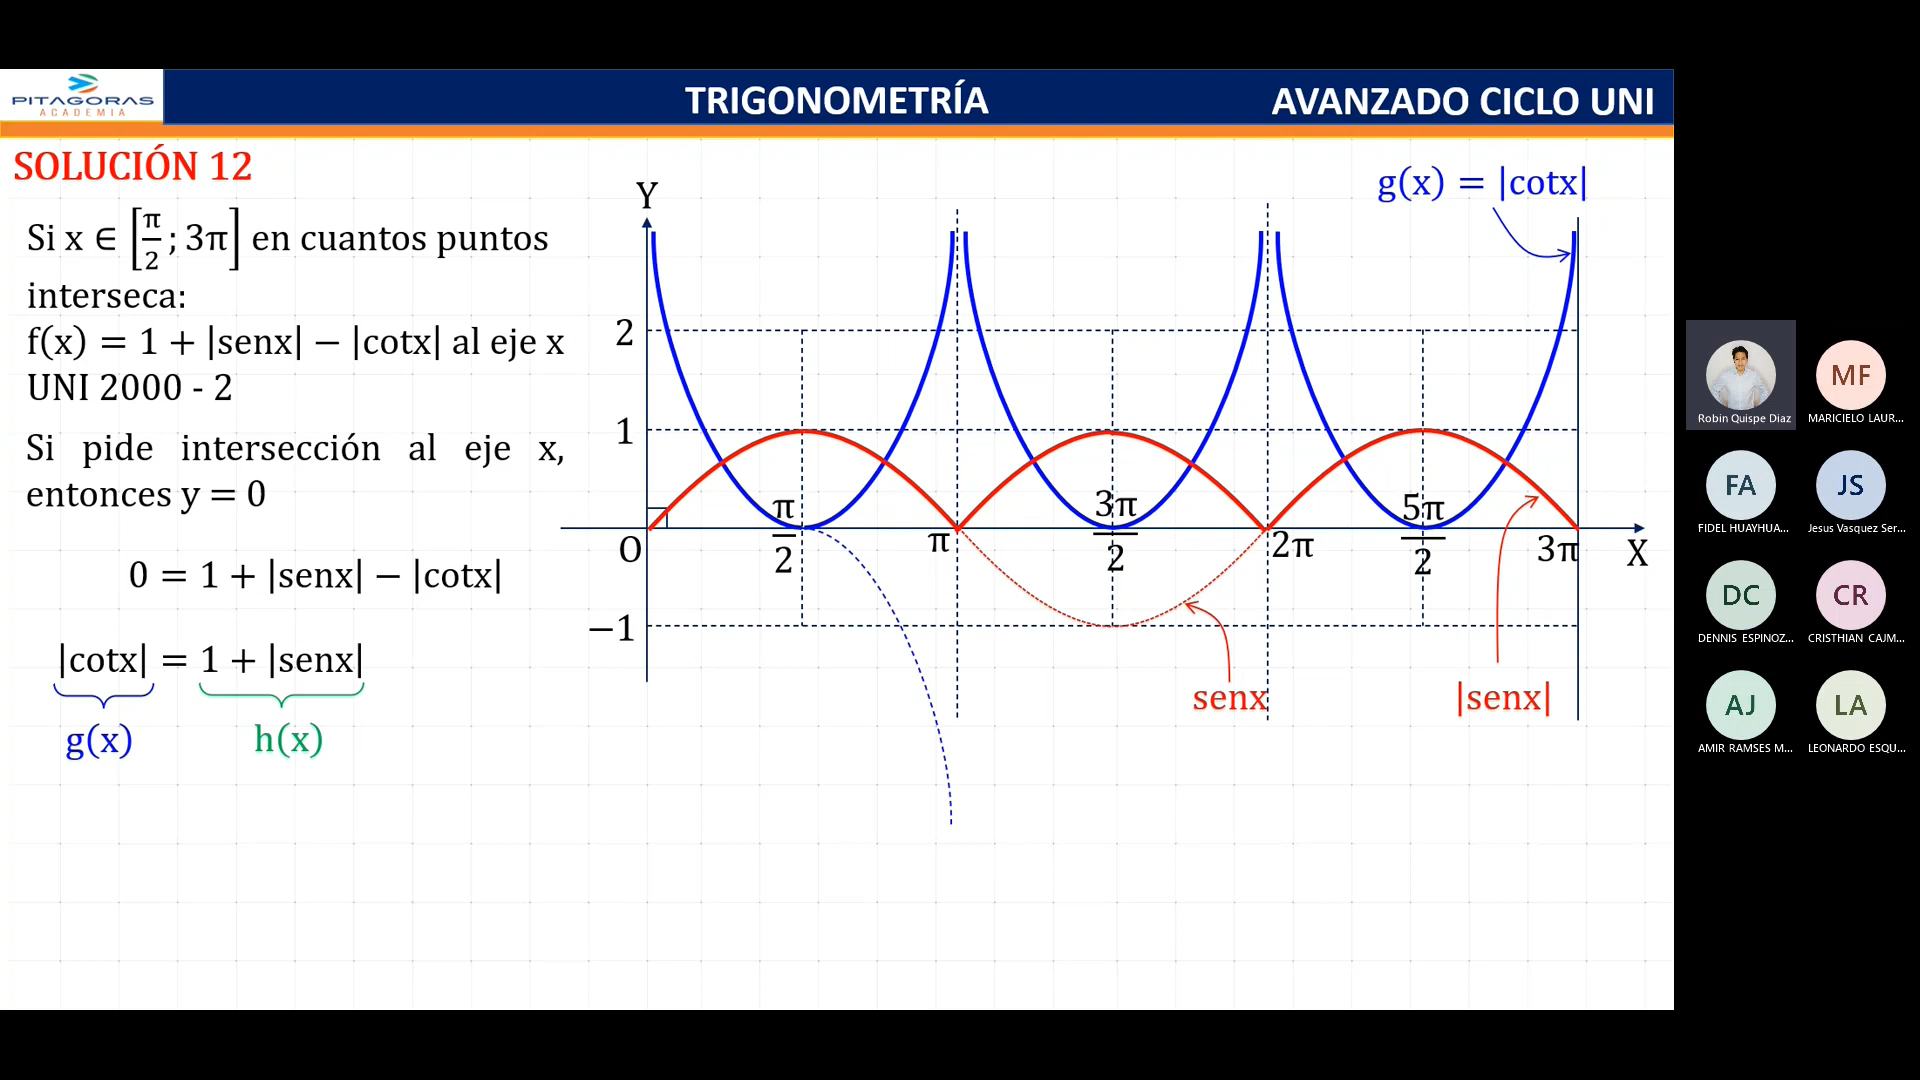 PITAGORAS
ACADEMIA
TRIGONOMETRÍA
AVANZADO CICLO UNI
SOLUCIÓN 12
Si x ∈ [π/2 ; 3π] en cuantos puntos
interseca:
f(x) = 1 + |senx| − |cotx| al eje x
UNI 2000 - 2
Si pide intersección al eje x,
entonces y = 0
0 = 1 + |senx| − |cotx|
|cotx| = 1 + |senx|
g(x)
h(x)
g(x) = |cotx|
Y
2
1
−1
O
π/2
π
3π/2
2π
5π/2
3π
X
senx
|senx|
Robin Quispe Diaz
MF
MARICIELO LAUR...
FA
FIDEL HUAYHUA...
JS
Jesus Vasquez Ser...
DC
DENNIS ESPINOZ...
CR
CRISTHIAN CAJM...
AJ
AMIR RAMSES M...
LA
LEONARDO ESQU...